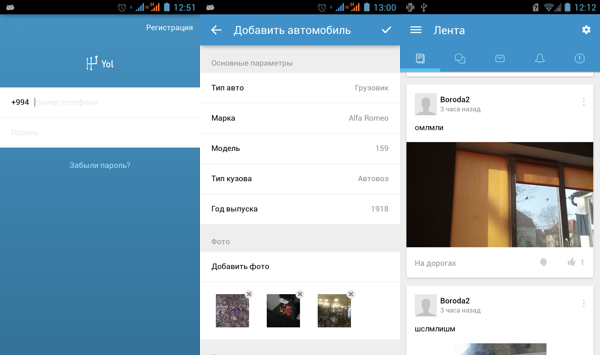 12:51
Регистрация
Yol
+994
Номер телефона
Пароль
Забыли пароль?
13:00
Добавить автомобиль
Основные параметры
Тип авто Грузовик
Марка Alfa Romeo
Модель 159
Тип кузова Автовоз
Год выпуска 1918
Фото
Добавить фото
12:12
Лента
Boroda2
3 часа назад
омлмли
На дорогах 1
Boroda2
3 часа назад
шслмлишм